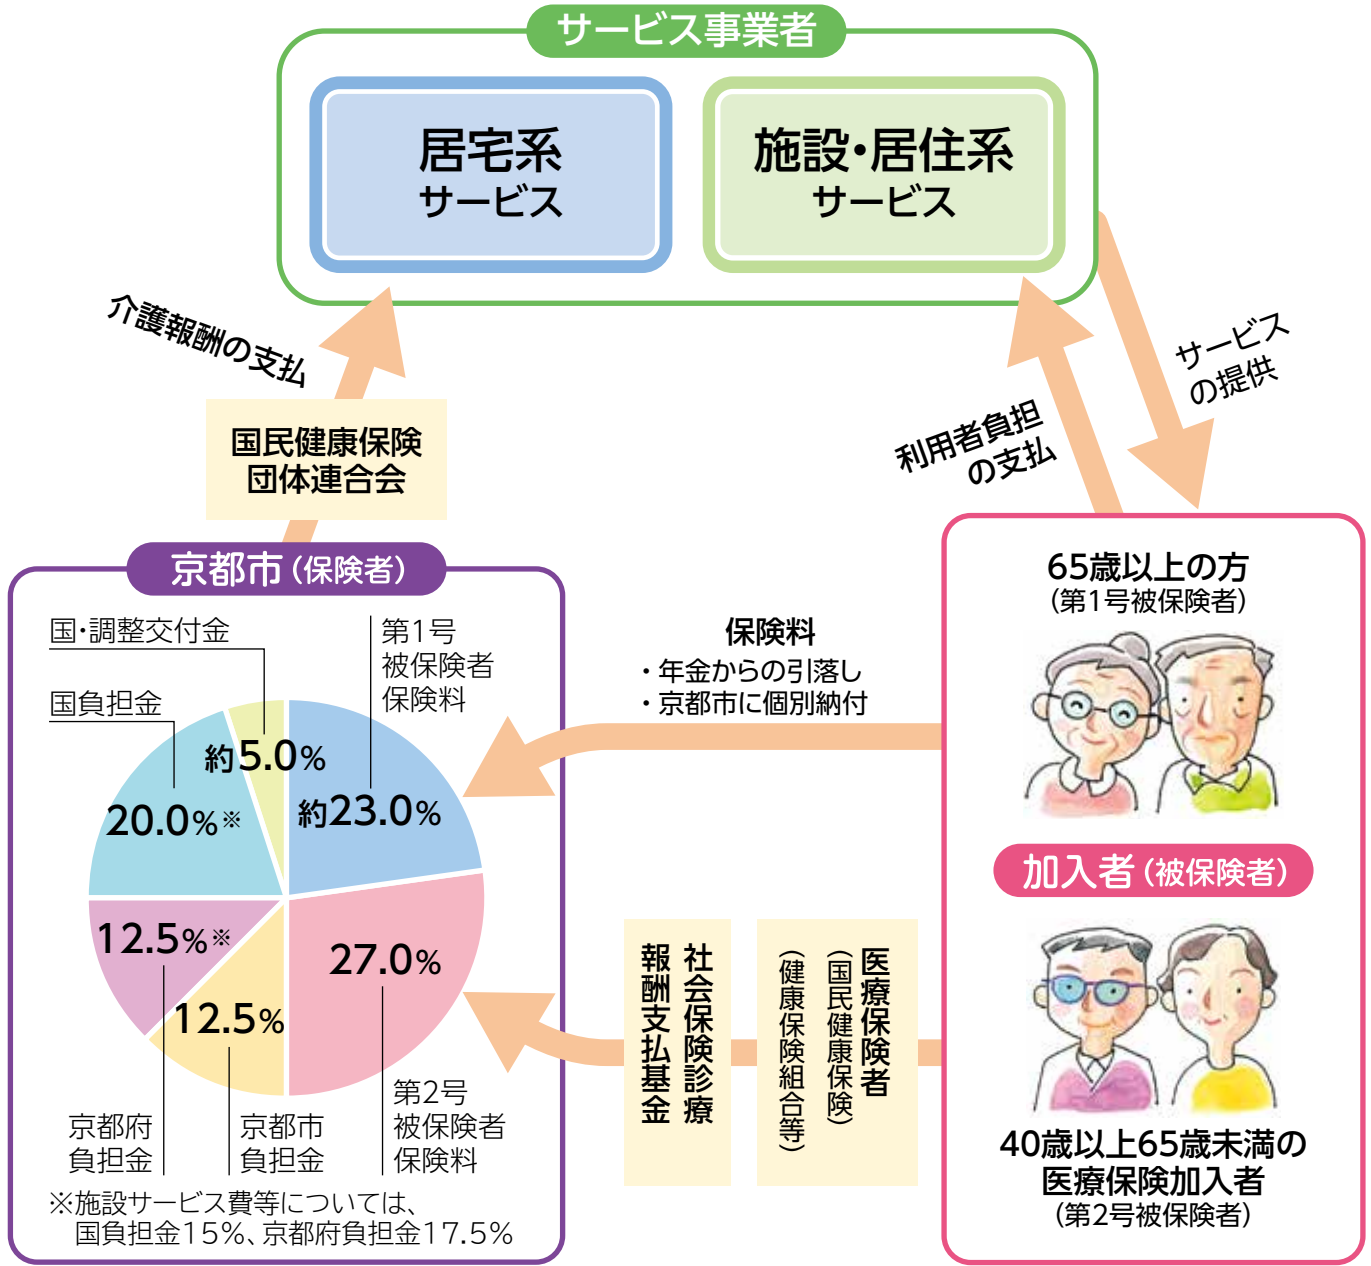 サービス事業者
居宅系
サービス
施設・居住系
サービス
介護報酬の支払
国民健康保険
団体連合会
サービス
の提供
利用者負担
の支払
京都市（保険者）
国・調整交付金
国負担金
第1号
被保険者
保険料
約5.0%
約23.0%
20.0%※
12.5%※
27.0%
12.5%
京都府
負担金
京都市
負担金
第2号
被保険者
保険料
※施設サービス費等については、
国負担金15%、京都府負担金17.5%
保険料
・年金からの引落し
・京都市に個別納付
社会保険診療
報酬支払基金
医療保険者
（国民健康保険）
（健康保険組合等）
65歳以上の方
（第1号被保険者）
加入者（被保険者）
40歳以上65歳未満の
医療保険加入者
（第2号被保険者）